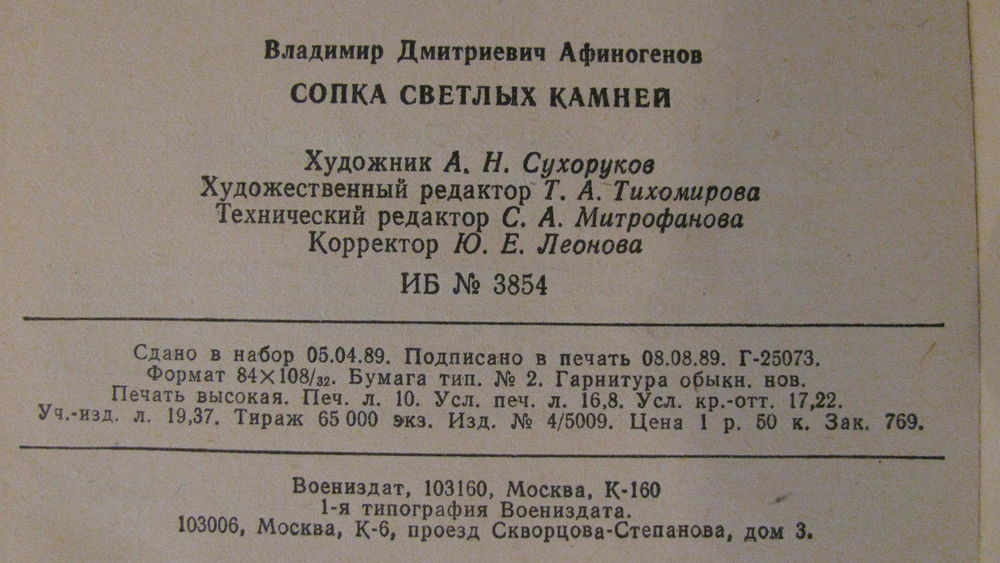 Владимир Дмитриевич Афиногенов
СОПКА СВЕТЛЫХ КАМНЕЙ
Художник А. Н. Сухоруков
Художественный редактор Т. А. Тихомирова
Технический редактор С. А. Митрофанова
Корректор Ю. Е. Леонова
ИБ № 3854
Сдано в набор 05.04.89. Подписано в печать 08.08.89. Г-25073.
Формат 84×108/32. Бумага тип. № 2. Гарнитура обыкн. нов.
Печать высокая. Печ. л. 10. Усл. печ. л. 16,8. Усл. кр.-отт. 17,22.
Уч.-изд. л. 19,37. Тираж 65 000 экз. Изд. № 4/5009. Цена 1 р. 50 к. Зак. 769.
Воениздат, 103160, Москва, К-160
1-я типография Воениздата.
103006, Москва, К-6, проезд Скворцова-Степанова, дом 3.